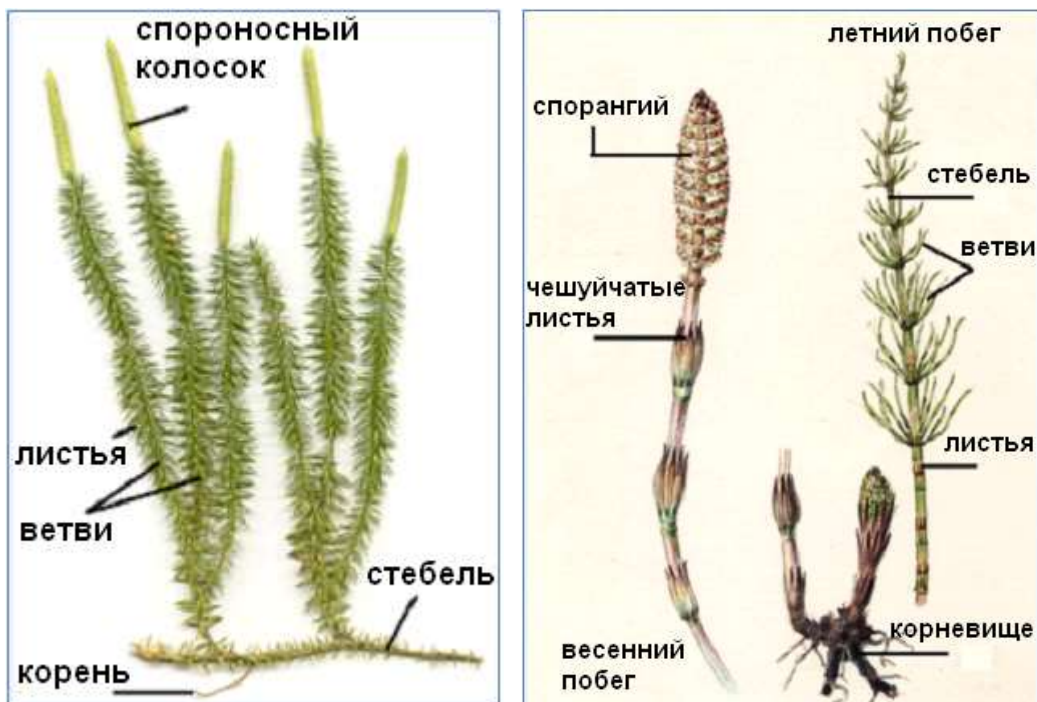 спороносный
колосок
листья
ветви
стебель
корень
летний побег
спорангий
стебель
ветви
чешуйчатые
листья
листья
корневище
весенний
побег